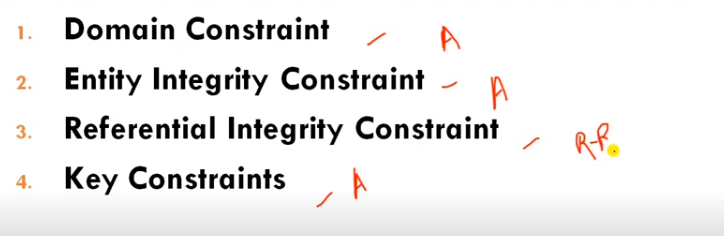 1. Domain Constraint - A
2. Entity Integrity Constraint - A
3. Referential Integrity Constraint - R-R
4. Key Constraints - A